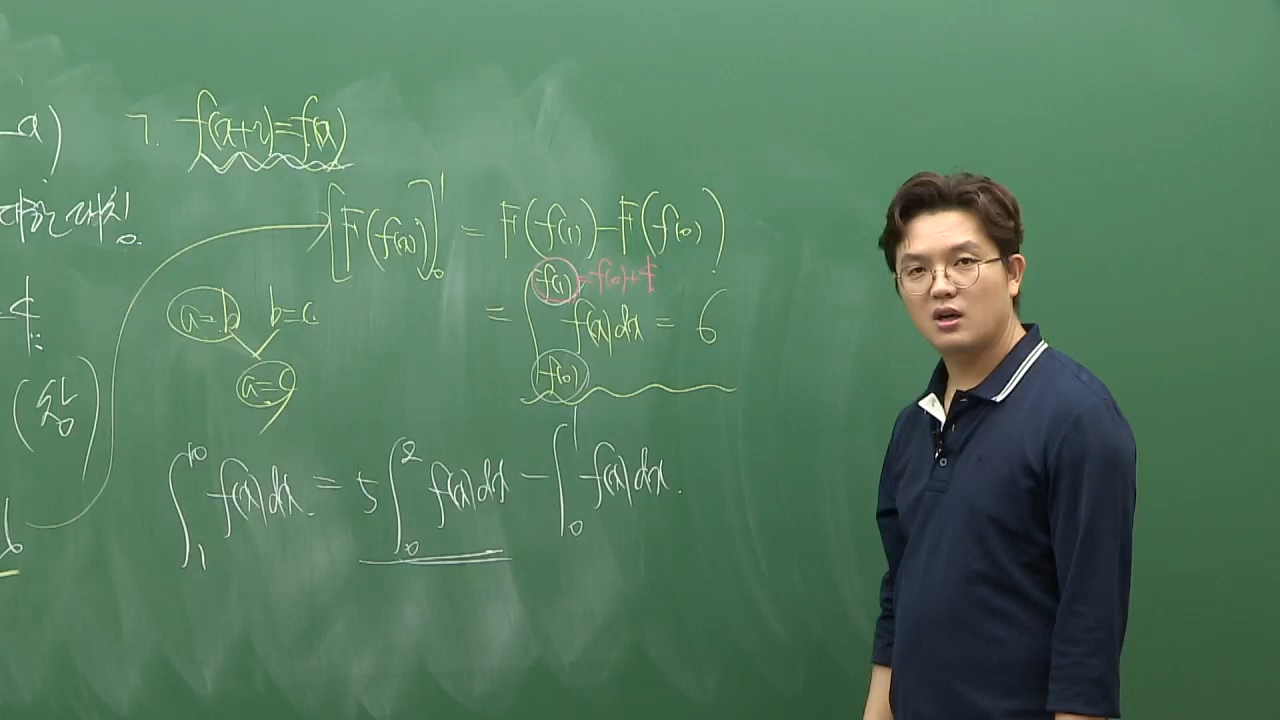 -a)
7. f(x+2)=f(x)
대한 대칭.
[F(f(x))]₀¹ = F(f(1)) - F(f(0))
f(1) = f(0)+4
a=b b=c
= ∫_{f(0)}^{f(1)} f(x)dx = 6
a=c
∫₁¹⁰ f(x)dx = 5∫₀² f(x)dx - ∫₀¹ f(x)dx.